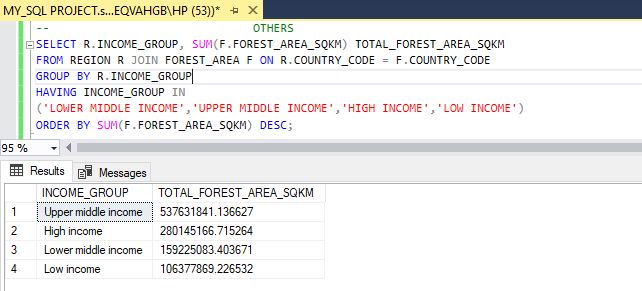 MY_SQL PROJECT.s...EQVAHGB\HP (53))*
-- OTHERS
SELECT R.INCOME_GROUP, SUM(F.FOREST_AREA_SQKM) TOTAL_FOREST_AREA_SQKM
FROM REGION R JOIN FOREST_AREA F ON R.COUNTRY_CODE = F.COUNTRY_CODE
GROUP BY R.INCOME_GROUP
HAVING INCOME_GROUP IN
('LOWER MIDDLE INCOME','UPPER MIDDLE INCOME','HIGH INCOME','LOW INCOME')
ORDER BY SUM(F.FOREST_AREA_SQKM) DESC;
95 %
Results Messages
INCOME_GROUP TOTAL_FOREST_AREA_SQKM
1 Upper middle income 537631841.136627
2 High income 280145166.715264
3 Lower middle income 159225083.403671
4 Low income 106377869.226532